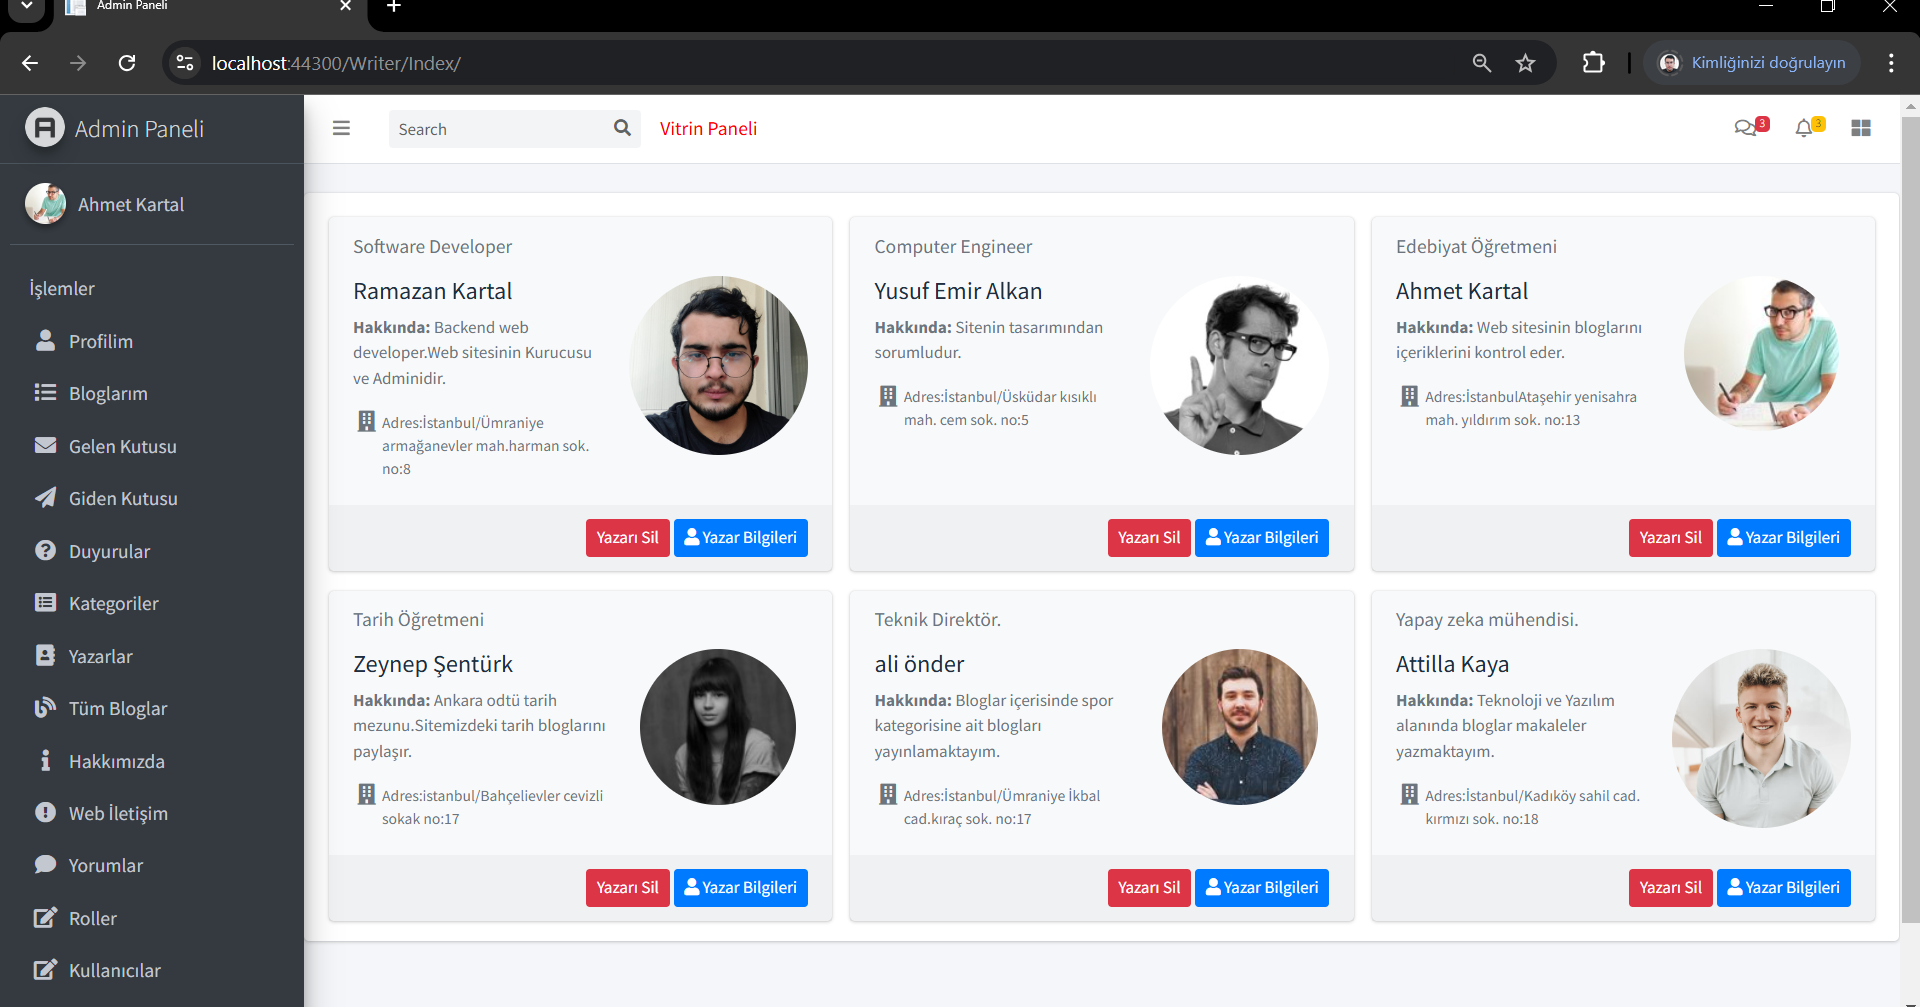 Admin Paneli
localhost:44300/Writer/Index/
Kimliğinizi doğrulayın
Admin Paneli
Search
Vitrin Paneli
3
3
Ahmet Kartal
İşlemler
Profilim
Bloglarım
Gelen Kutusu
Giden Kutusu
Duyurular
Kategoriler
Yazarlar
Tüm Bloglar
Hakkımızda
Web İletişim
Yorumlar
Roller
Kullanıcılar
Software Developer
Ramazan Kartal
Hakkında: Backend web
developer.Web sitesinin Kurucusu
ve Adminidir.
Adres:İstanbul/Ümraniye
armağanevler mah.harman sok.
no:8
Yazarı Sil
Yazar Bilgileri
Computer Engineer
Yusuf Emir Alkan
Hakkında: Sitenin tasarımından
sorumludur.
Adres:İstanbul/Üsküdar kısıklı
mah. cem sok. no:5
Yazarı Sil
Yazar Bilgileri
Edebiyat Öğretmeni
Ahmet Kartal
Hakkında: Web sitesinin bloglarını
içeriklerini kontrol eder.
Adres:İstanbulAtaşehir yenisahra
mah. yıldırım sok. no:13
Yazarı Sil
Yazar Bilgileri
Tarih Öğretmeni
Zeynep Şentürk
Hakkında: Ankara odtü tarih
mezunu.Sitemizdeki tarih bloglarını
paylaşır.
Adres:istanbul/Bahçelievler cevizli
sokak no:17
Yazarı Sil
Yazar Bilgileri
Teknik Direktör.
ali önder
Hakkında: Bloglar içerisinde spor
kategorisine ait blogları
yayınlamaktayım.
Adres:İstanbul/Ümraniye İkbal
cad.kıraç sok. no:17
Yazarı Sil
Yazar Bilgileri
Yapay zeka mühendisi.
Attilla Kaya
Hakkında: Teknoloji ve Yazılım
alanında bloglar makaleler
yazmaktayım.
Adres:İstanbul/Kadıköy sahil cad.
kırmızı sok. no:18
Yazarı Sil
Yazar Bilgileri